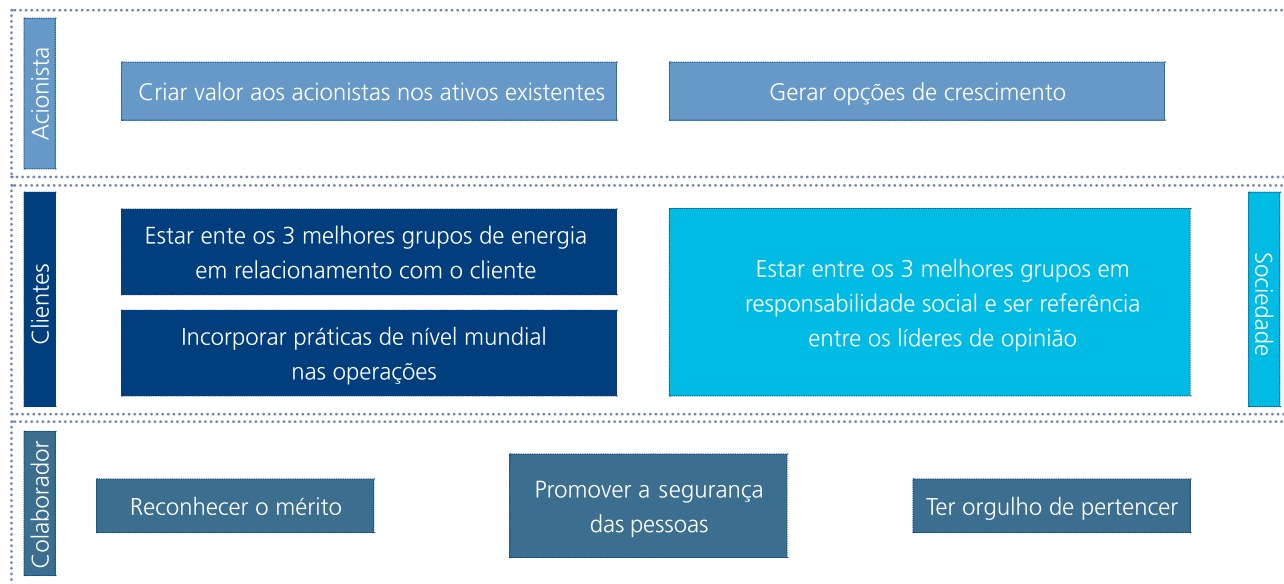 Acionista
Criar valor aos acionistas nos ativos existentes
Gerar opções de crescimento
Clientes
Estar ente os 3 melhores grupos de energia
em relacionamento com o cliente
Incorporar práticas de nível mundial
nas operações
Estar entre os 3 melhores grupos em
responsabilidade social e ser referência
entre os líderes de opinião
Sociedade
Colaborador
Reconhecer o mérito
Promover a segurança
das pessoas
Ter orgulho de pertencer